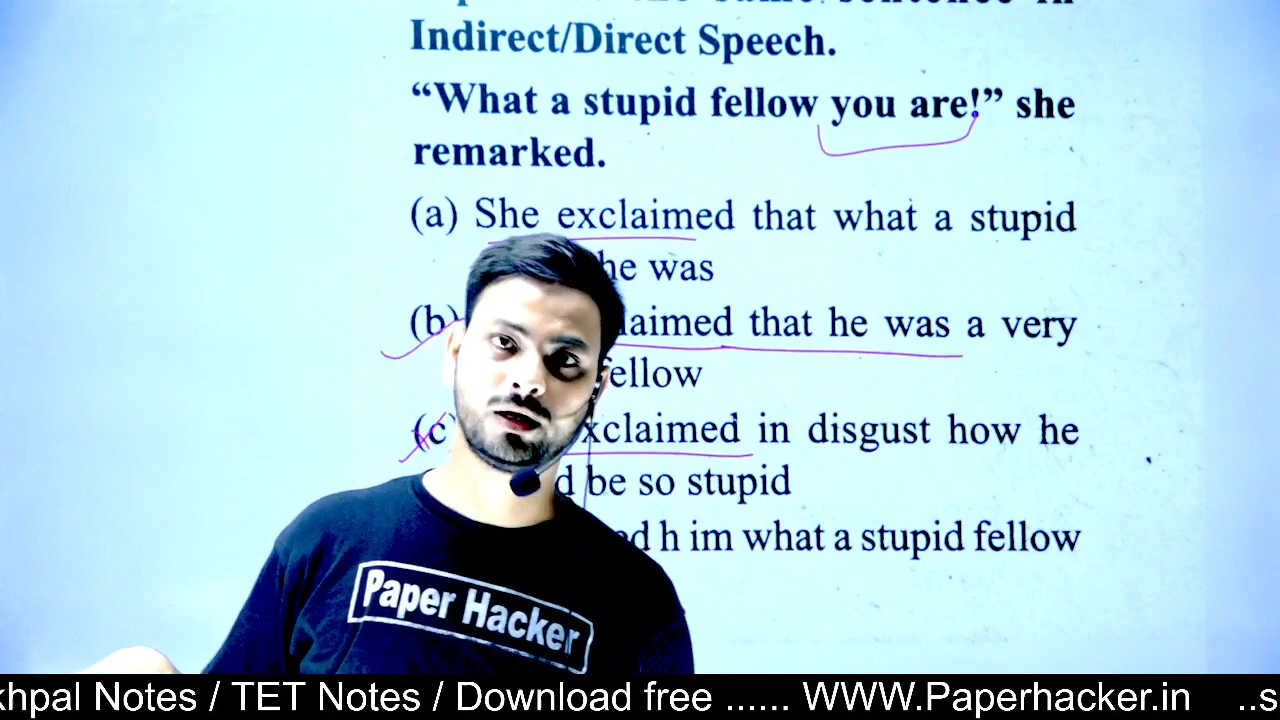 Indirect/Direct Speech.
“What a stupid fellow you are!” she
remarked.
(a) She exclaimed that what a stupid
he was
(b) laimed that he was a very
fellow
(c) xclaimed in disgust how he
d be so stupid
ed h im what a stupid fellow
Paper Hacker
khpal Notes / TET Notes / Download free ...... WWW.Paperhacker.in ..s